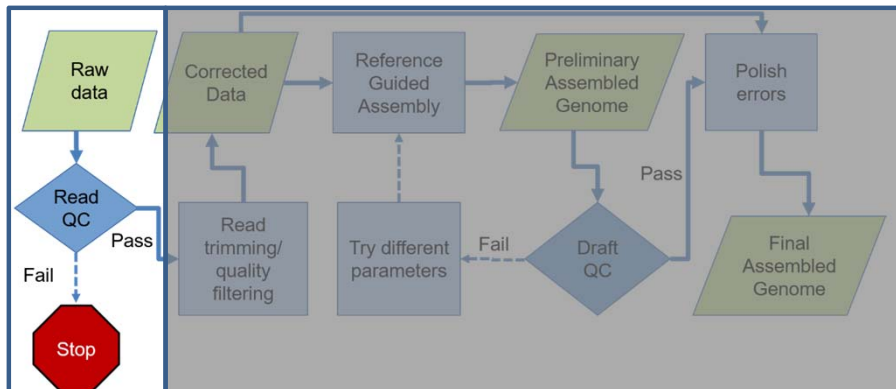 Raw
data
Read
QC
Pass
Fail
Stop
Corrected
Data
Read
trimming/
quality
filtering
Reference
Guided
Assembly
Try different
parameters
Preliminary
Assembled
Genome
Fail
Draft
QC
Pass
Polish
errors
Final
Assembled
Genome